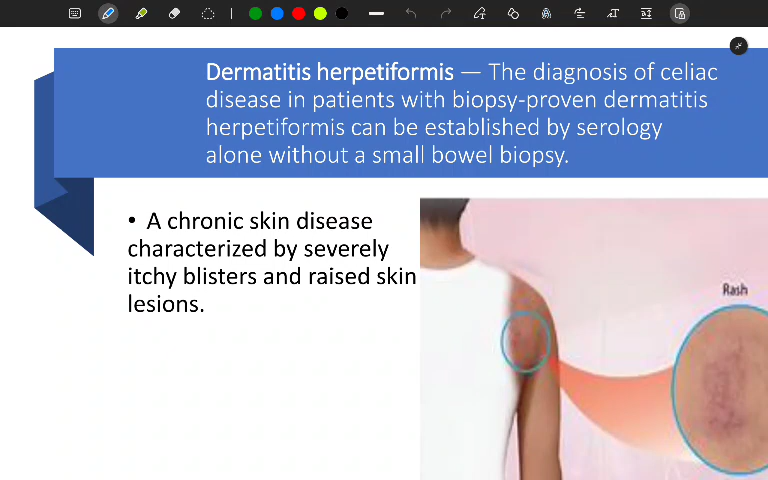 Dermatitis herpetiformis — The diagnosis of celiac
disease in patients with biopsy-proven dermatitis
herpetiformis can be established by serology
alone without a small bowel biopsy.
• A chronic skin disease
characterized by severely
itchy blisters and raised skin
lesions.
Rash